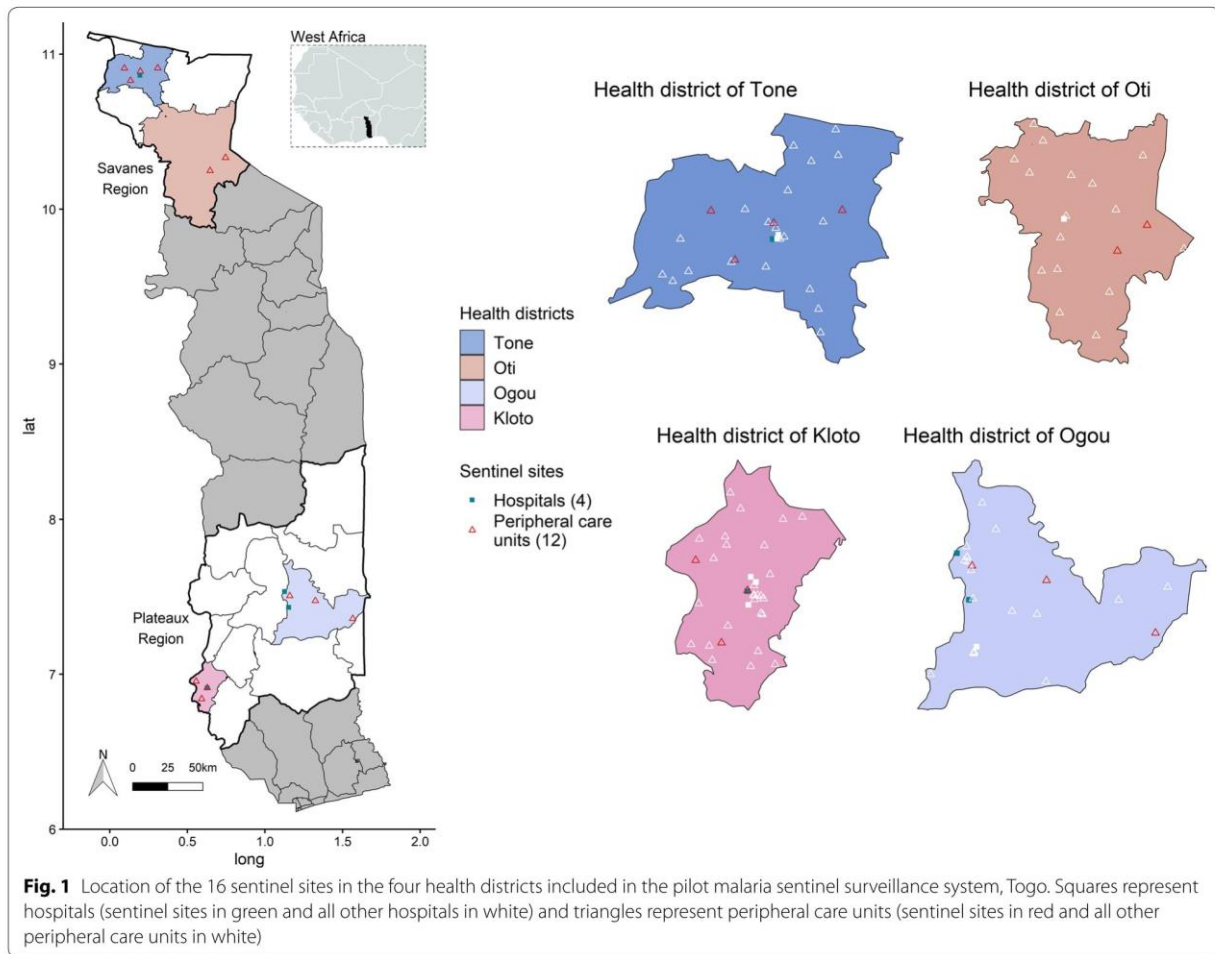 West Africa
11
10
9
8
7
6
lat
Savanes
Region
Plateaux
Region
N
0 25 50km
0.0 0.5 1.0 1.5 2.0
long
Health districts
Tone
Oti
Ogou
Kloto
Sentinel sites
Hospitals (4)
Peripheral care
units (12)
Health district of Tone
Health district of Oti
Health district of Kloto
Health district of Ogou
Fig. 1 Location of the 16 sentinel sites in the four health districts included in the pilot malaria sentinel surveillance system, Togo. Squares represent
hospitals (sentinel sites in green and all other hospitals in white) and triangles represent peripheral care units (sentinel sites in red and all other
peripheral care units in white)